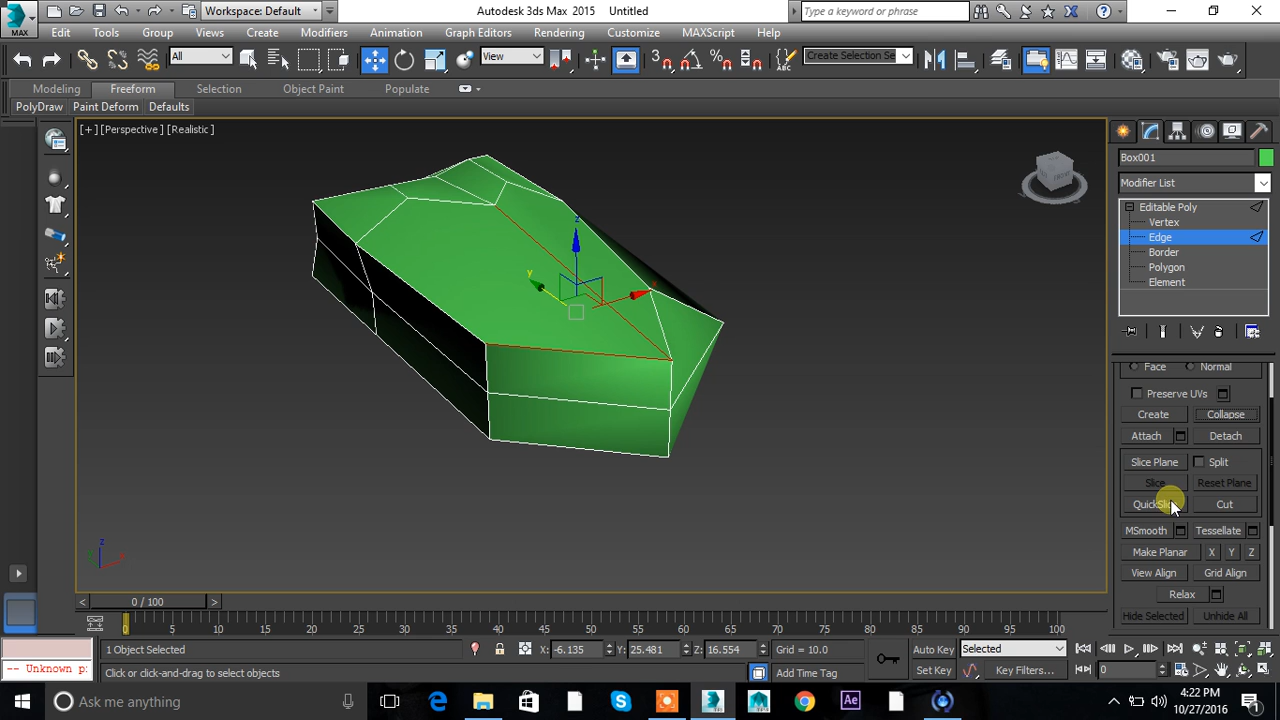 MAX Workspace: Default Autodesk 3ds Max 2015 Untitled Type a keyword or phrase
Edit Tools Group Views Create Modifiers Animation Graph Editors Rendering Customize MAXScript Help
All View 3 Create Selection Se
Modeling Freeform Selection Object Paint Populate
PolyDraw Paint Deform Defaults
[+] [Perspective] [Realistic]
Box001
Modifier List
Editable Poly
Vertex
Edge
Border
Polygon
Element
z
y
Face Normal
Preserve UVs
Create Collapse
Attach Detach
Slice Plane Split
Slice Reset Plane
Cut
MSmooth Tessellate
Make Planar X Y Z
View Align Grid Align
Relax
Hide Selected Unhide All
z
x
< 0 / 100 >
0 5 10 15 20 25 30 35 40 45 50 55 60 65 70 75 80 85 90 95 100
1 Object Selected X: -6.135 Y: 25.481 Z: 16.554 Grid = 10.0 Auto Key Selected
-- Unknown p Click or click-and-drag to select objects Add Time Tag Set Key Key Filters... 0
Ask me anything Ae 4:22 PM
10/27/2016 1